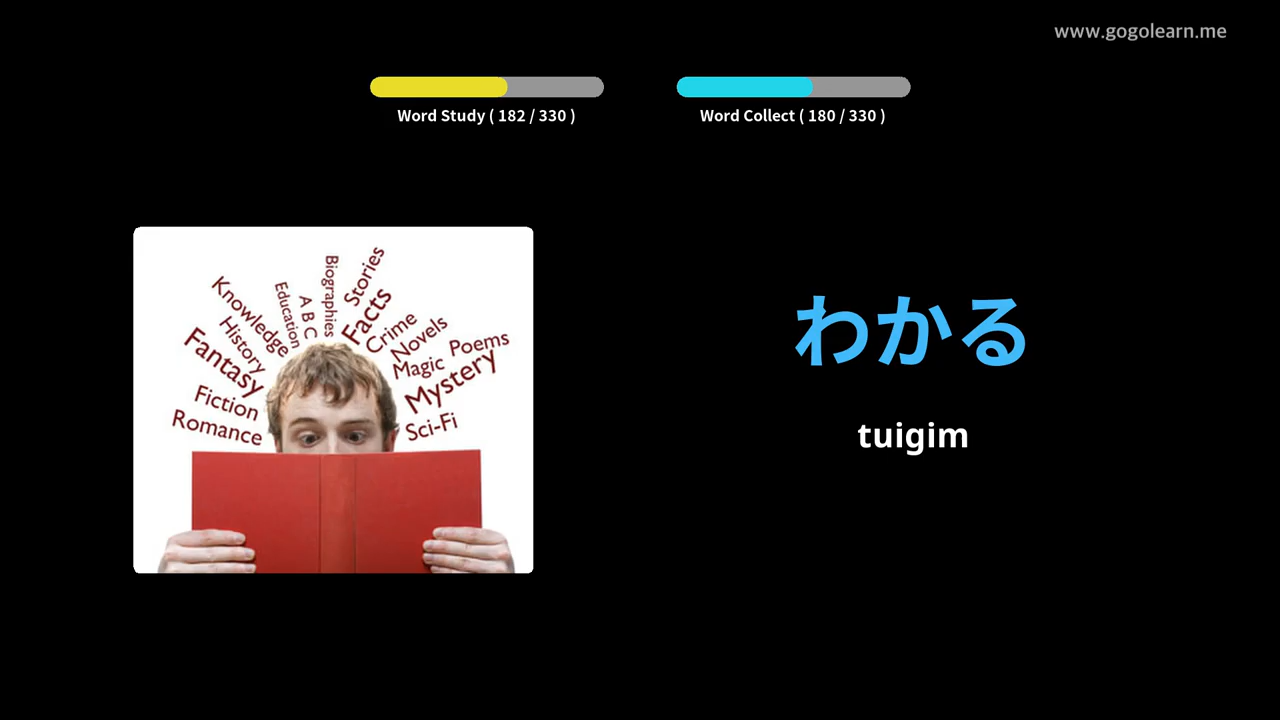 www.gogolearn.me
Word Study ( 182 / 330 )
Word Collect ( 180 / 330 )
Biographies
Stories
Education
A B C
Facts
Knowledge
Crime
History
Novels
Poems
Fantasy
Magic
Mystery
Fiction
Romance
Sci-Fi
わかる
tuigim